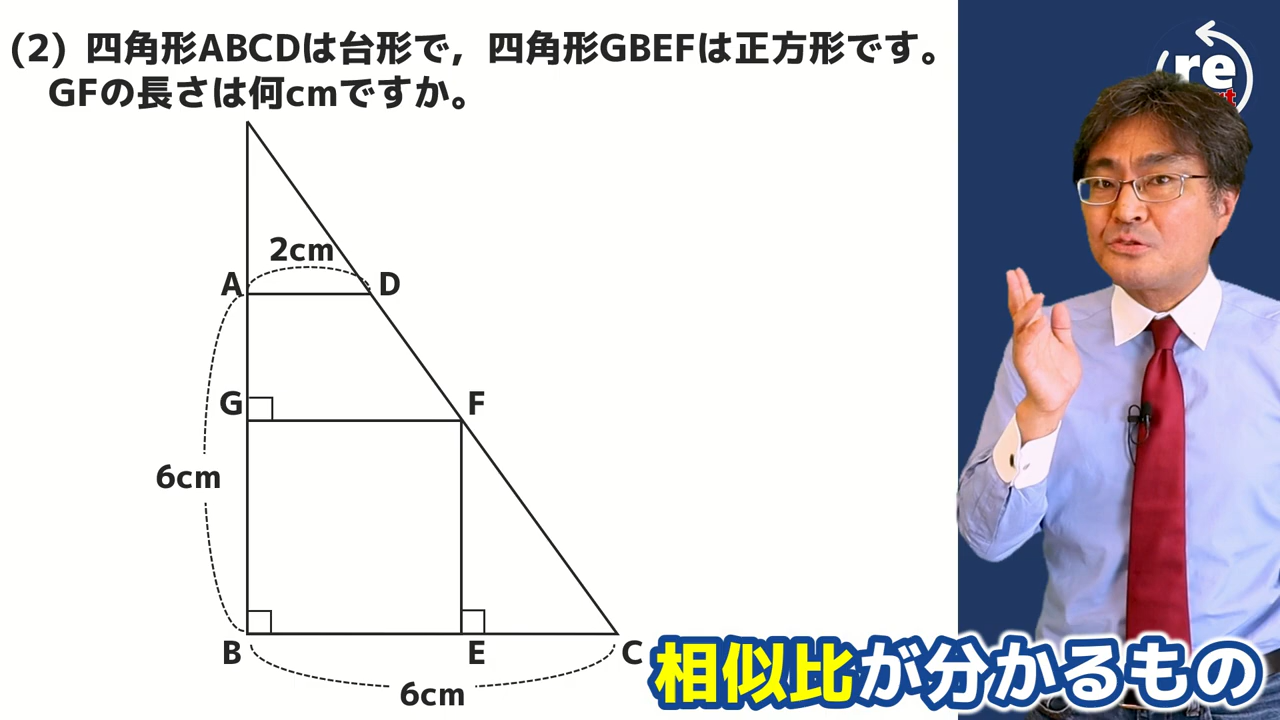 (2) 四角形ABCDは台形で，四角形GBEFは正方形です。
GFの長さは何cmですか。
re
2cm
A
D
G
F
6cm
B
E
C
6cm
相似比が分かるもの